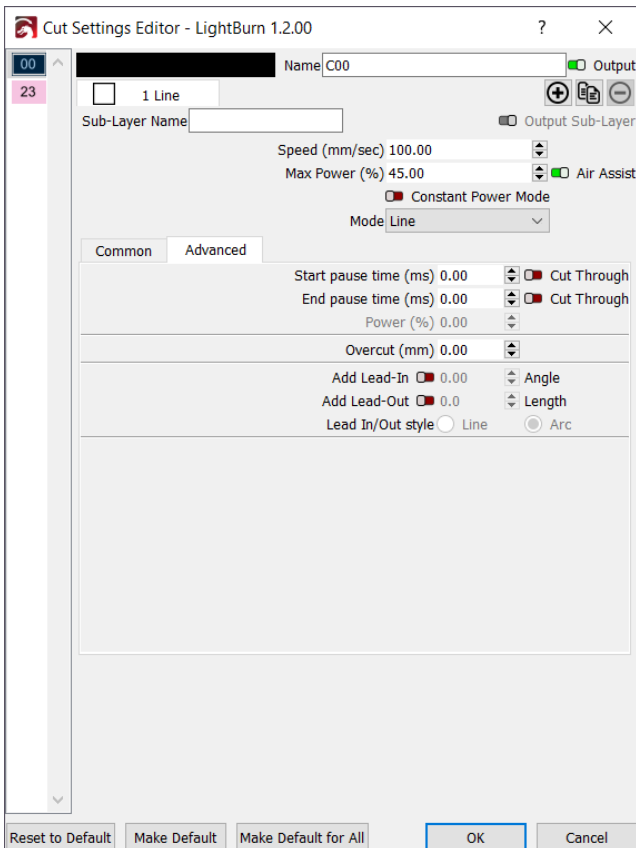 Cut Settings Editor - LightBurn 1.2.00 ?
00 Name C00 Output
23 1 Line
Sub-Layer Name Output Sub-Layer
Speed (mm/sec) 100.00
Max Power (%) 45.00 Air Assist
Constant Power Mode
Mode Line
Common Advanced
Start pause time (ms) 0.00 Cut Through
End pause time (ms) 0.00 Cut Through
Power (%) 0.00
Overcut (mm) 0.00
Add Lead-In 0.00 Angle
Add Lead-Out 0.0 Length
Lead In/Out style Line Arc
Reset to Default Make Default Make Default for All OK Cancel